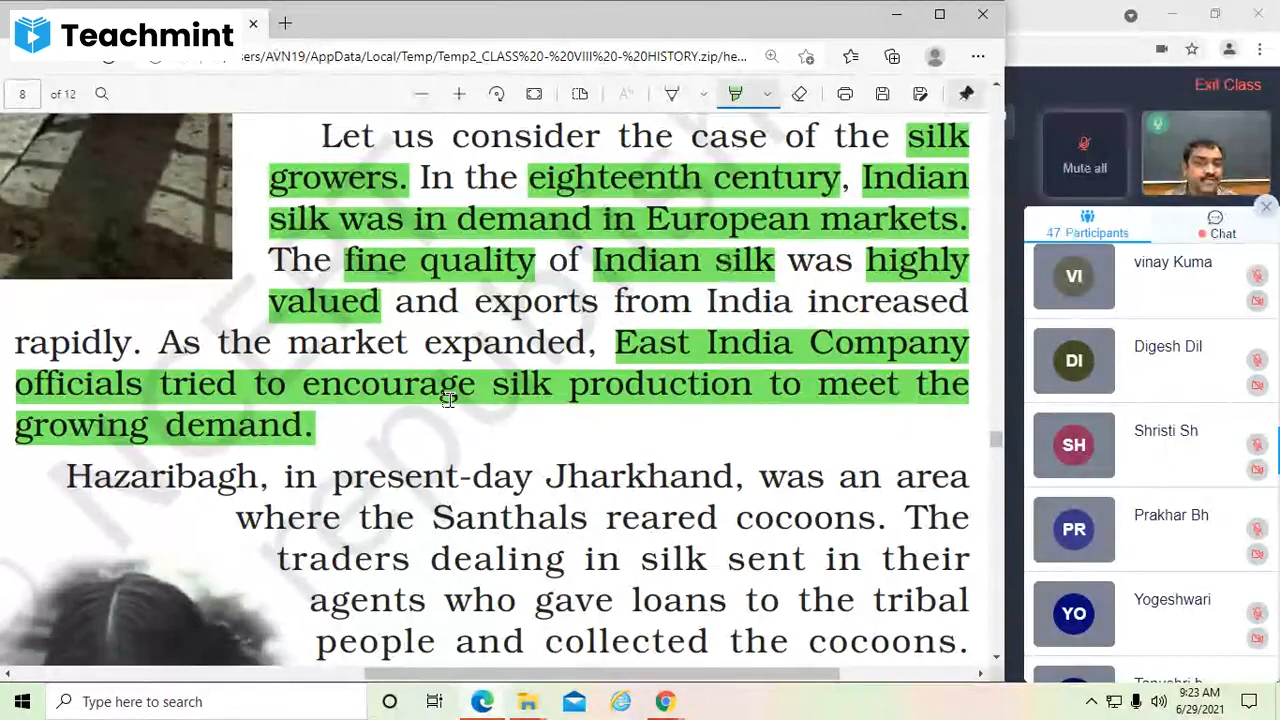 Teachmint
ers/AVN19/AppData/Local/Temp/Temp2_CLASS%20-%20VIII%20-%20HISTORY.zip/he...
8 of 12
Exit Class
Let us consider the case of the silk
growers. In the eighteenth century, Indian
silk was in demand in European markets.
The fine quality of Indian silk was highly
valued and exports from India increased
rapidly. As the market expanded, East India Company
officials tried to encourage silk production to meet the
growing demand.
Hazaribagh, in present-day Jharkhand, was an area
where the Santhals reared cocoons. The
traders dealing in silk sent in their
agents who gave loans to the tribal
people and collected the cocoons.
Mute all
47 Participants
Chat
VI vinay Kuma
DI Digesh Dil
SH Shristi Sh
PR Prakhar Bh
YO Yogeshwari
Type here to search
9:23 AM
6/29/2021